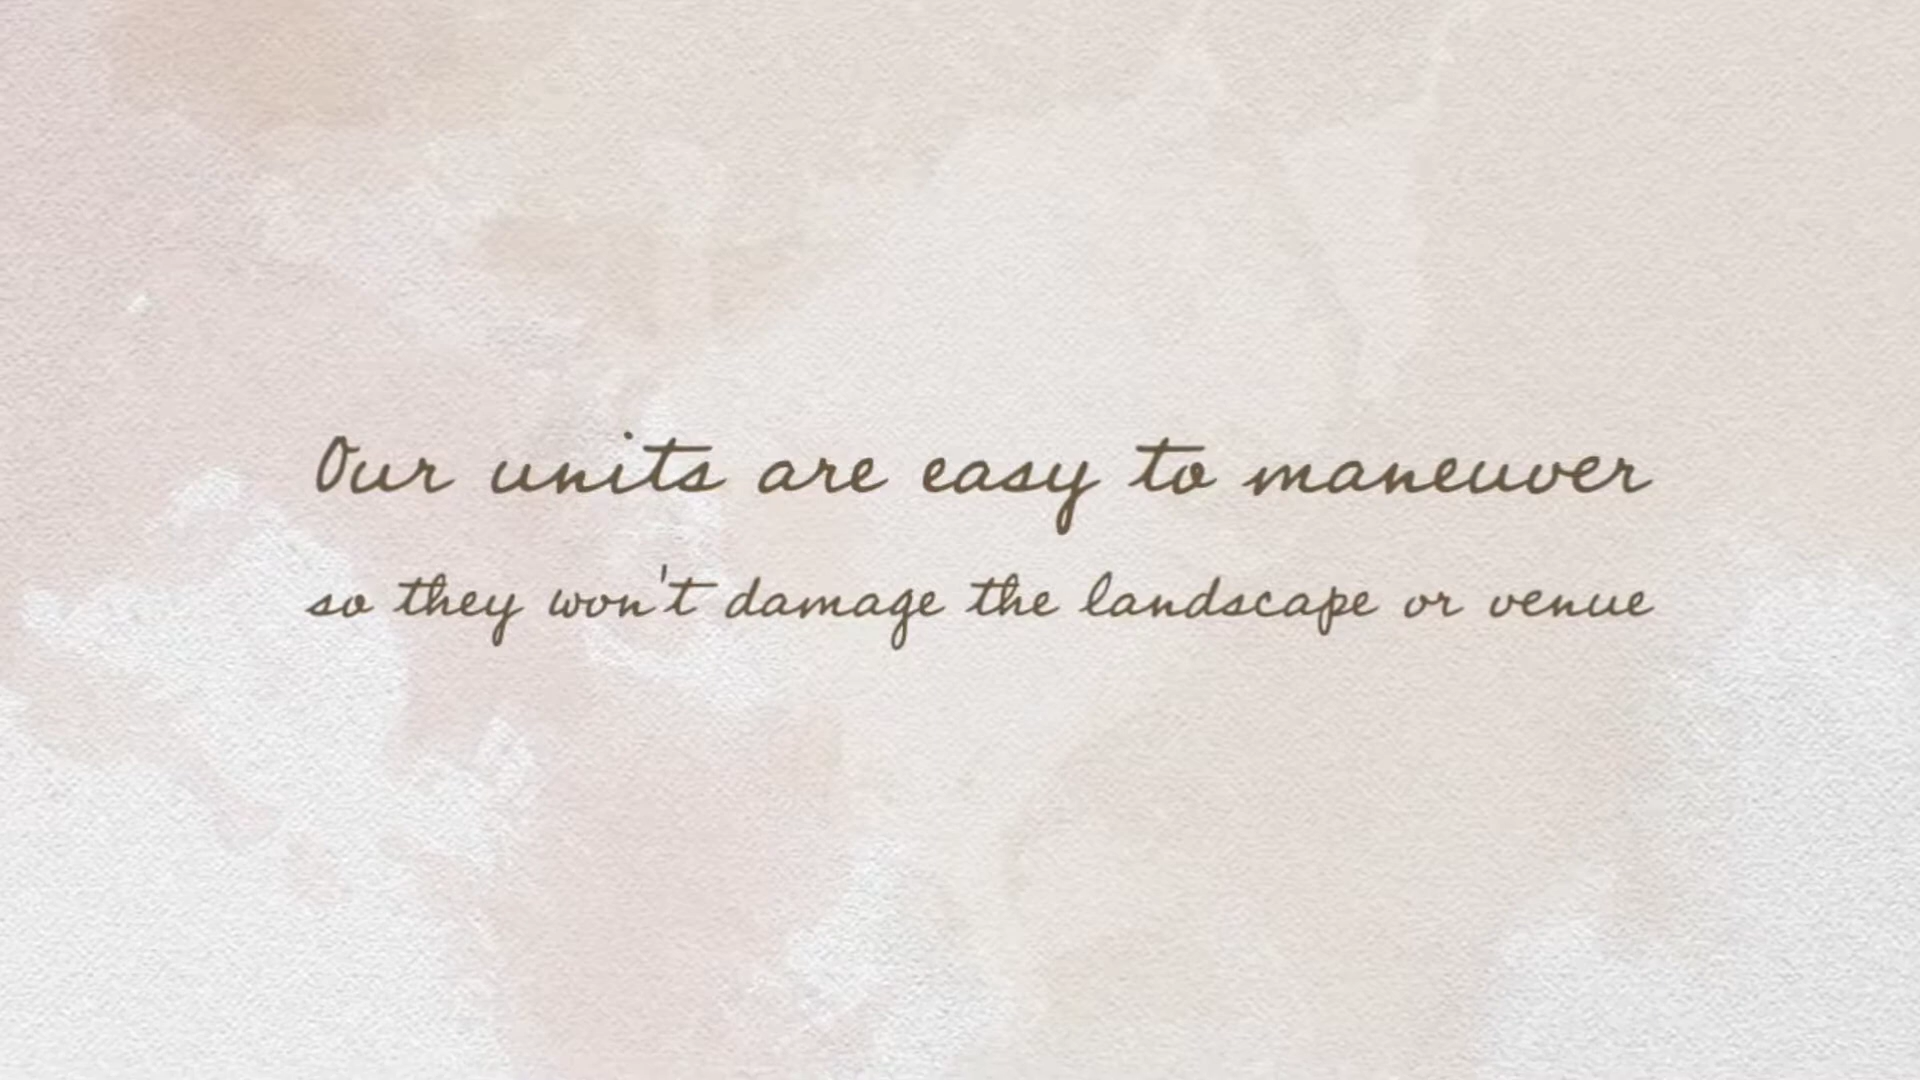 Our units are easy to maneuver
so they won't damage the landscape or venue